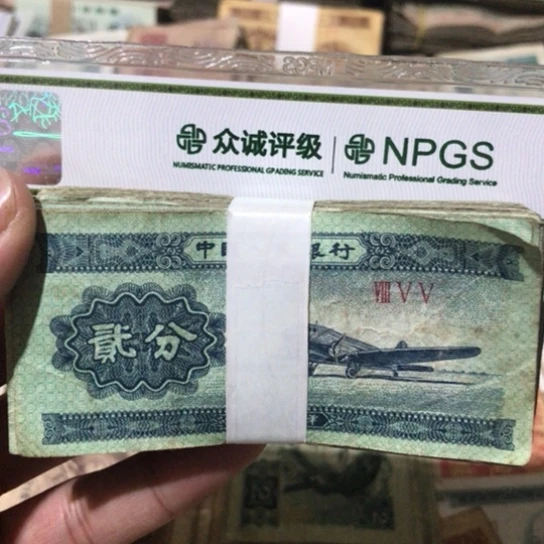 众诚评级
NUMISMATIC PROFESSIONAL GRADING SERVICE
NPGS
Numismatic Professional Grading Service
中国 银行
VIII V V
贰分